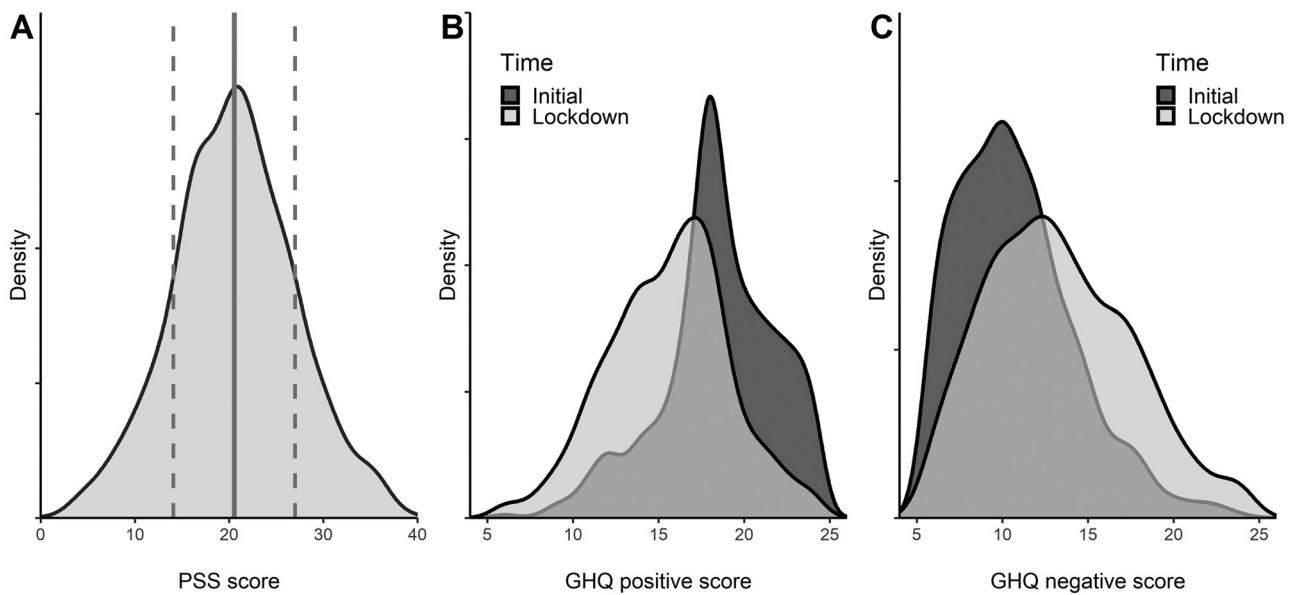 A
Density
0 10 20 30 40
PSS score
B
Time
Initial
Lockdown
Density
5 10 15 20 25
GHQ positive score
C
Time
Initial
Lockdown
Density
5 10 15 20 25
GHQ negative score